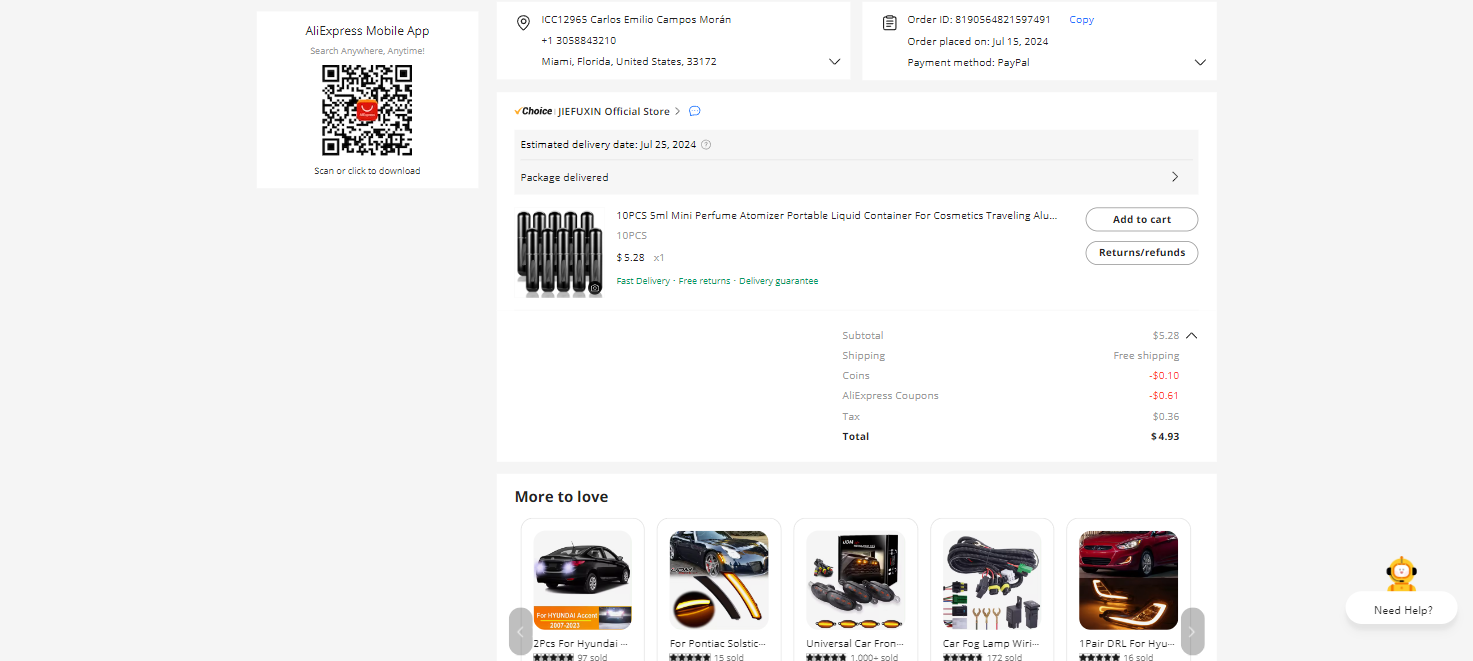 AliExpress Mobile App
Search Anywhere, Anytime!
Scan or click to download
ICC12965 Carlos Emilio Campos Morán
+1 3058843210
Miami, Florida, United States, 33172
Order ID: 8190564821597491 Copy
Order placed on: Jul 15, 2024
Payment method: PayPal
Choice JIEFUXIN Official Store
Estimated delivery date: Jul 25, 2024
Package delivered
10PCS 5ml Mini Perfume Atomizer Portable Liquid Container For Cosmetics Traveling Alu...
10PCS
$5.28 x1
Fast Delivery · Free returns · Delivery guarantee
Add to cart
Returns/refunds
Subtotal $5.28
Shipping Free shipping
Coins -$0.10
AliExpress Coupons -$0.61
Tax $0.36
Total $4.93
More to love
For HYUNDAI Accent
2007-2023
2Pcs For Hyundai ...
97 sold
For Pontiac Solstic...
15 sold
Universal Car Fron...
1,000+ sold
Car Fog Lamp Wiri...
172 sold
1Pair DRL For Hyu...
16 sold
Need Help?